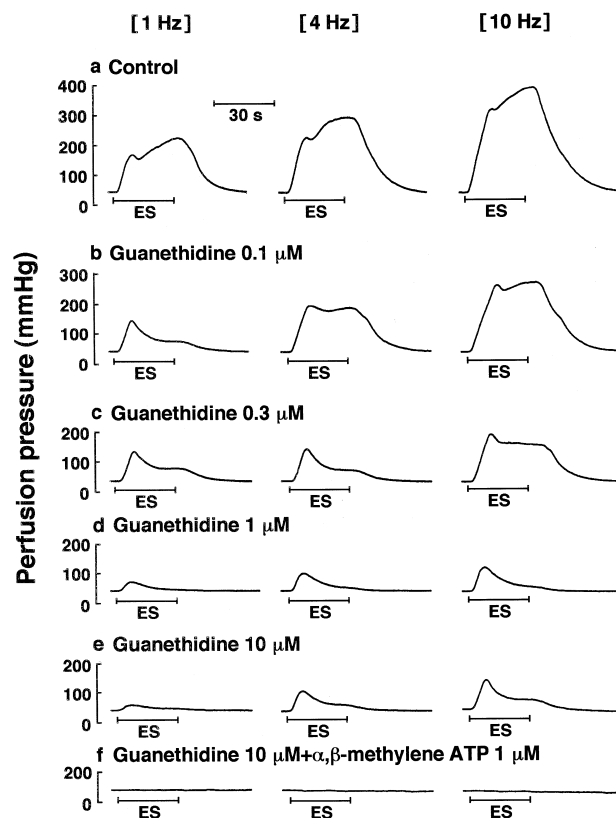 [1 Hz] [4 Hz] [10 Hz]
a Control
400
300
200
100
0
30 s
ES ES ES
b Guanethidine 0.1 μM
300
200
100
0
ES ES ES
c Guanethidine 0.3 μM
200
100
0
ES ES ES
d Guanethidine 1 μM
200
100
0
ES ES ES
e Guanethidine 10 μM
200
100
0
ES ES ES
f Guanethidine 10 μM+α,β-methylene ATP 1 μM
200
0
ES ES ES
Perfusion pressure (mmHg)